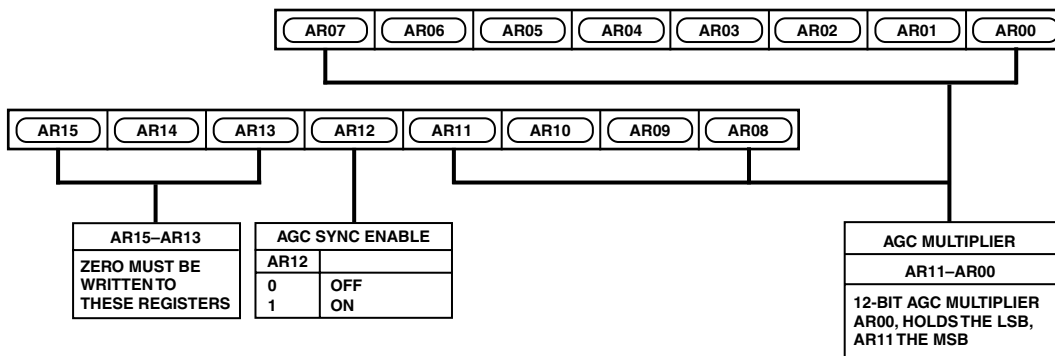 AR07 AR06 AR05 AR04 AR03 AR02 AR01 AR00
AR15 AR14 AR13 AR12 AR11 AR10 AR09 AR08
AR15–AR13
ZERO MUST BE
WRITTEN TO
THESE REGISTERS
AGC SYNC ENABLE
AR12
0 OFF
1 ON
AGC MULTIPLIER
AR11–AR00
12-BIT AGC MULTIPLIER
AR00, HOLDS THE LSB,
AR11 THE MSB